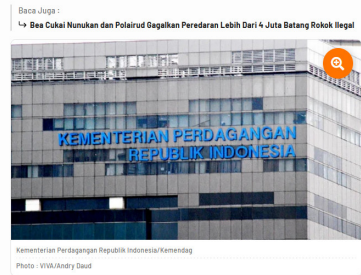 Baca Juga :
↳ Bea Cukai Nunukan dan Polairud Gagalkan Peredaran Lebih Dari 4 Juta Batang Rokok Ilegal
KEMENTERIAN PERDAGANGAN
REPUBLIK INDONESIA
Kementerian Perdagangan Republik Indonesia/Kemendag
Photo : VIVA/Andry Daud